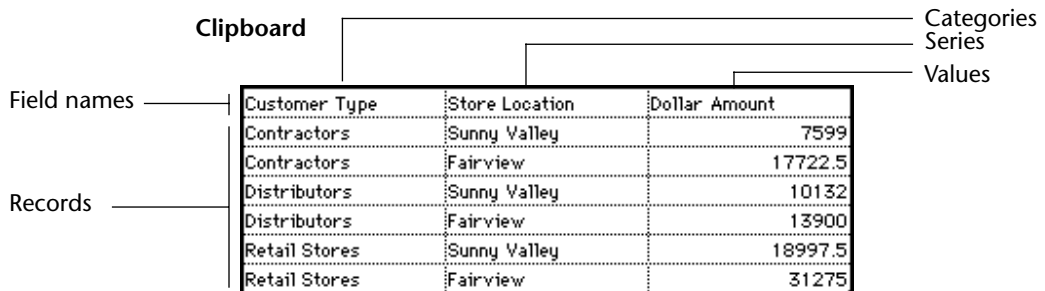 Clipboard
Categories
Series
Values
Field names
Customer Type Store Location Dollar Amount
Contractors Sunny Valley 7599
Contractors Fairview 17722.5
Distributors Sunny Valley 10132
Records
Distributors Fairview 13900
Retail Stores Sunny Valley 18997.5
Retail Stores Fairview 31275